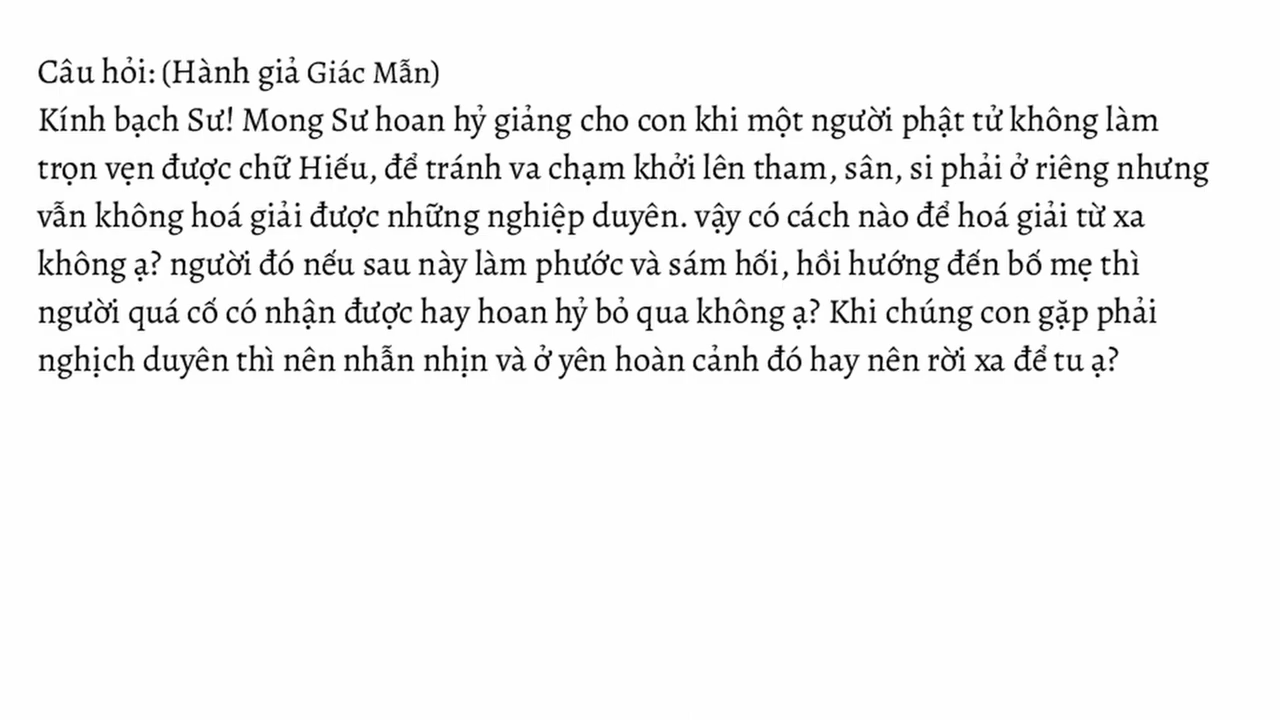 Câu hỏi: (Hành giả Giác Mẫn)
Kính bạch Sư! Mong Sư hoan hỷ giảng cho con khi một người phật tử không làm
trọn vẹn được chữ Hiếu, để tránh va chạm khởi lên tham, sân, si phải ở riêng nhưng
vẫn không hoá giải được những nghiệp duyên. vậy có cách nào để hoá giải từ xa
không ạ? người đó nếu sau này làm phước và sám hối, hồi hướng đến bố mẹ thì
người quá cố có nhận được hay hoan hỷ bỏ qua không ạ? Khi chúng con gặp phải
nghịch duyên thì nên nhẫn nhịn và ở yên hoàn cảnh đó hay nên rời xa để tu ạ?